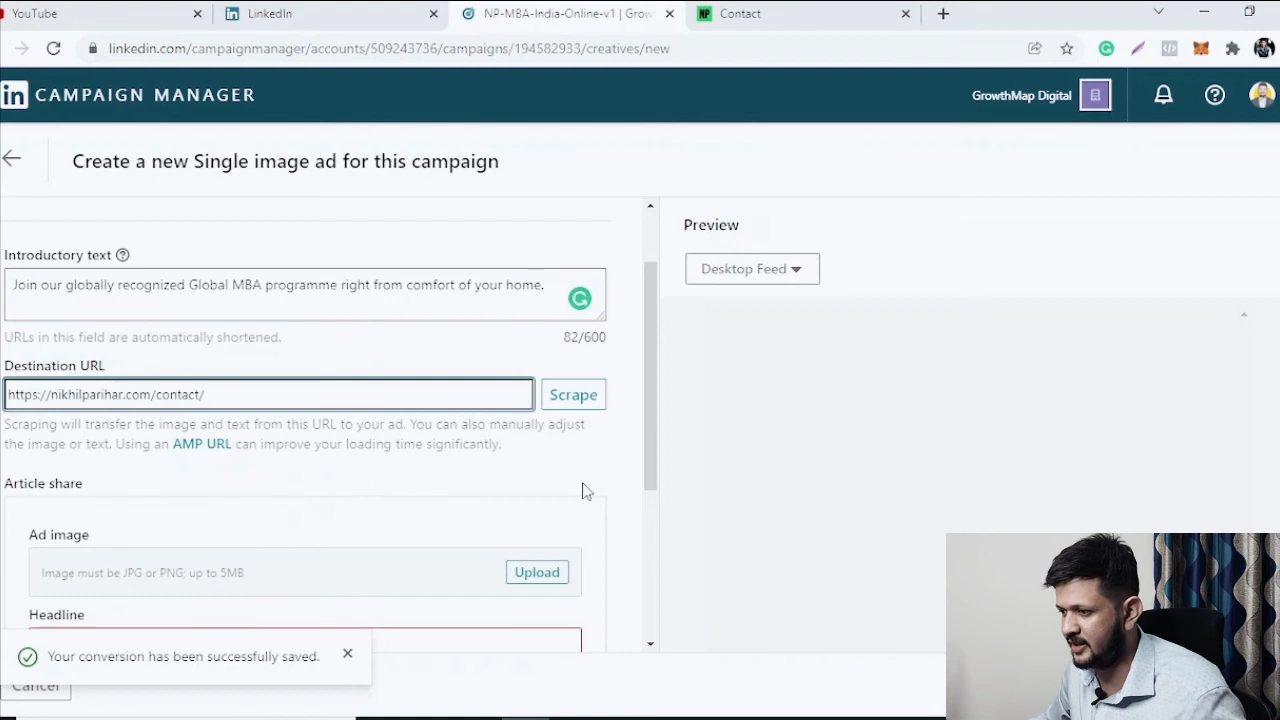 YouTube
LinkedIn
NP-MBA-India-Online-v1 | Grow
NP Contact
linkedin.com/campaignmanager/accounts/509243736/campaigns/194582933/creatives/new
in CAMPAIGN MANAGER
GrowthMap Digital
Create a new Single image ad for this campaign
Preview
Desktop Feed
Introductory text
Join our globally recognized Global MBA programme right from comfort of your home.
URLs in this field are automatically shortened.
82/600
Destination URL
https://nikhilparihar.com/contact/
Scrape
Scraping will transfer the image and text from this URL to your ad. You can also manually adjust
the image or text. Using an AMP URL can improve your loading time significantly.
Article share
Ad image
Image must be JPG or PNG; up to 5MB
Upload
Headline
Your conversion has been successfully saved.
Cancel